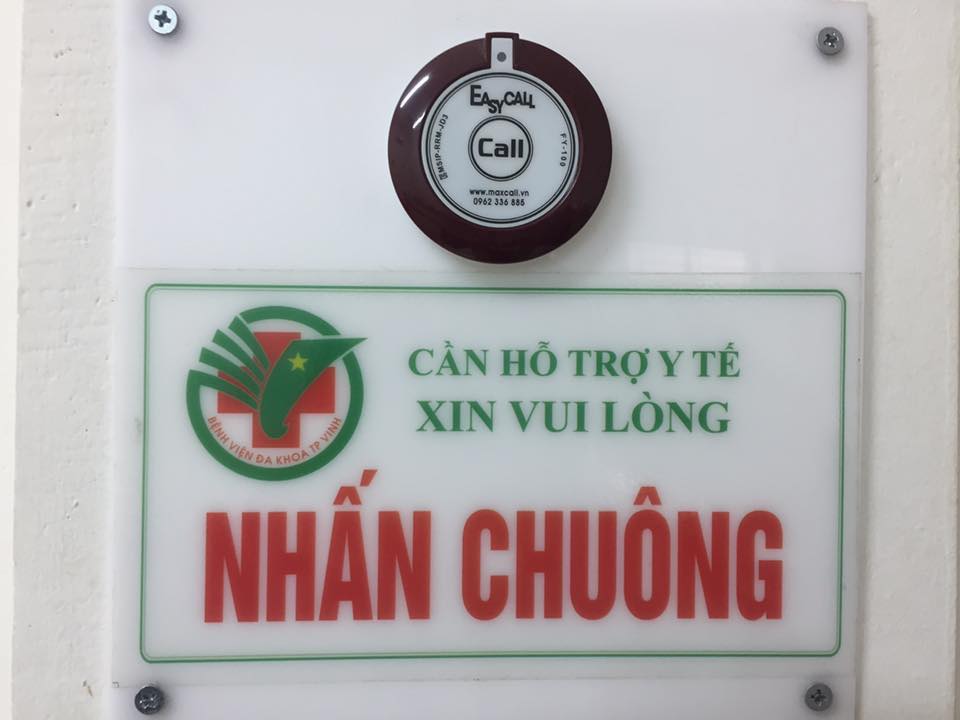 EASYCALL
Call
MSIP-RRM-JD3
FY-100
www.maxcall.vn
0962 336 885
CẦN HỖ TRỢ Y TẾ
XIN VUI LÒNG
BỆNH VIỆN ĐA KHOA TP VINH
NHẤN CHUÔNG